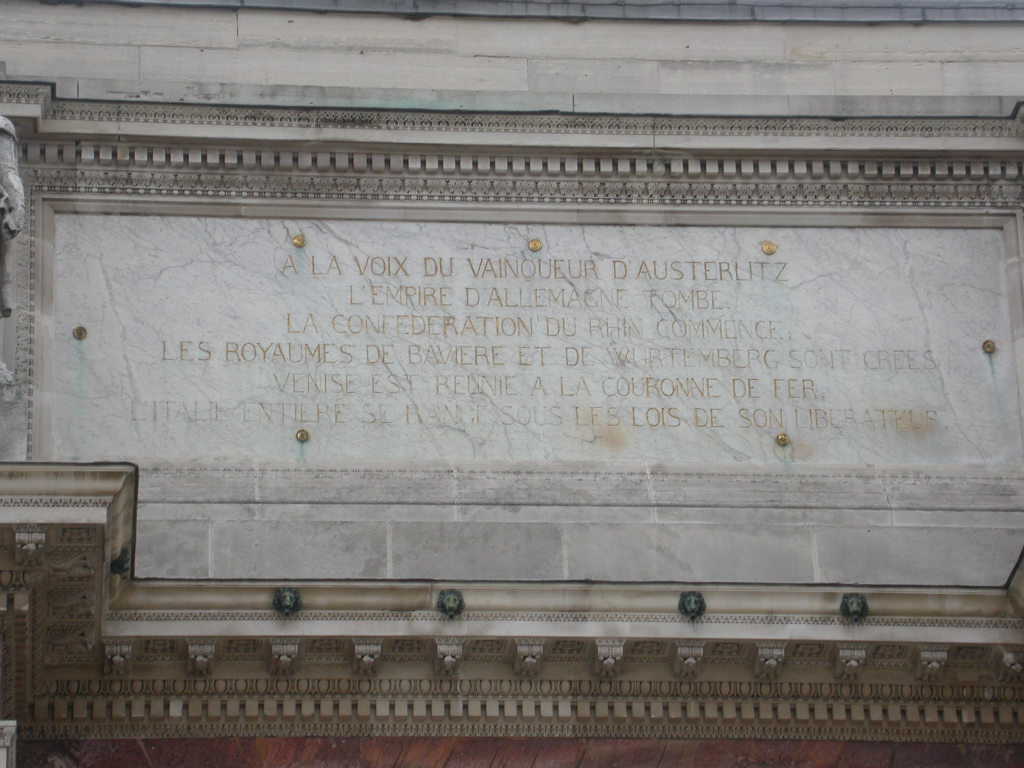 A LA VOIX DU VAINQUEUR D'AUSTERLITZ
L'EMPIRE D'ALLEMAGNE TOMBE.
LA CONFEDERATION DU RHIN COMMENCE.
LES ROYAUMES DE BAVIERE ET DE WURTEMBERG SONT CREES.
VENISE EST REUNIE A LA COURONNE DE FER.
L'ITALIE ENTIERE SE RANGE SOUS LES LOIS DE SON LIBERATEUR